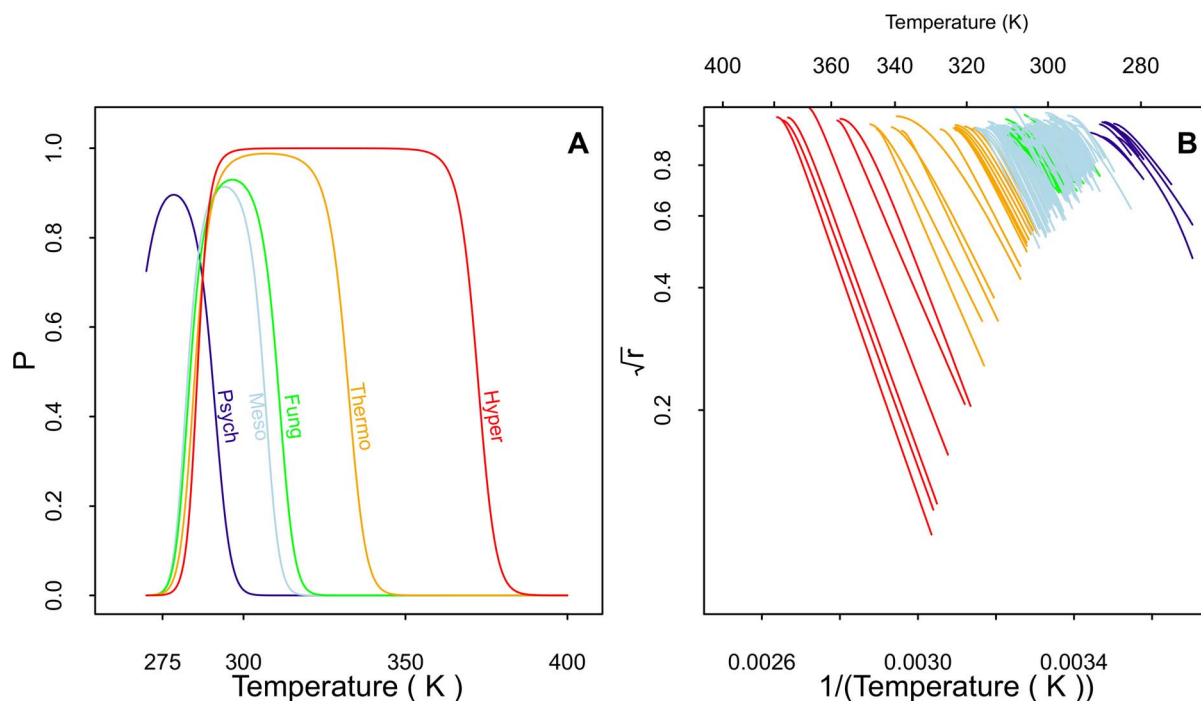 A
P
1.0
0.8
0.6
0.4
0.2
0.0
Psych
Meso
Fung
Thermo
Hyper
275 300 350 400
Temperature ( K )
Temperature (K)
400 360 340 320 300 280
B
√r
0.8
0.6
0.4
0.2
0.0026 0.0030 0.0034
1/(Temperature ( K ))